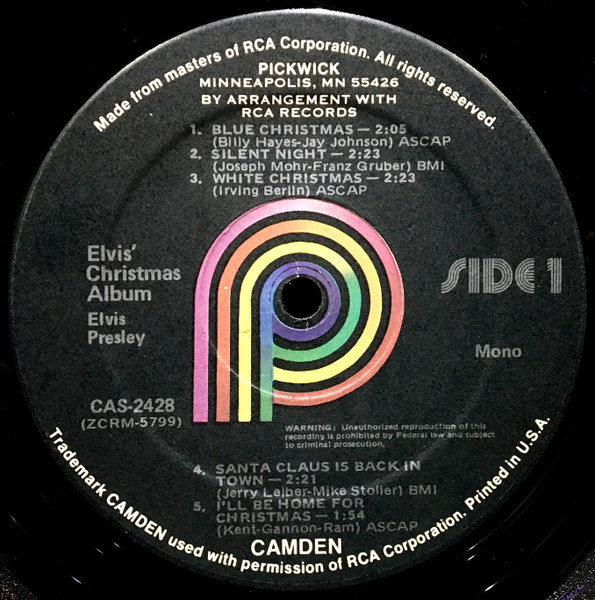 Made from masters of RCA Corporation. All rights reserved.
PICKWICK
MINNEAPOLIS, MN 55426
BY ARRANGEMENT WITH
RCA RECORDS
1. BLUE CHRISTMAS — 2:05
(Billy Hayes-Jay Johnson) ASCAP
2. SILENT NIGHT — 2:23
(Joseph Mohr-Franz Gruber) BMI
3. WHITE CHRISTMAS — 2:23
(Irving Berlin) ASCAP
Elvis'
Christmas
Album
Elvis
Presley
SIDE 1
Mono
CAS-2428
(ZCRM-5799)
WARNING: Unauthorized reproduction of this
recording is prohibited by Federal law and subject
to criminal prosecution.
4. SANTA CLAUS IS BACK IN
TOWN — 2:21
(Jerry Leiber-Mike Stoller) BMI
5. I'LL BE HOME FOR
CHRISTMAS — 1:54
(Kent-Gannon-Ram) ASCAP
CAMDEN
Trademark CAMDEN used with permission of RCA Corporation. Printed in U.S.A.